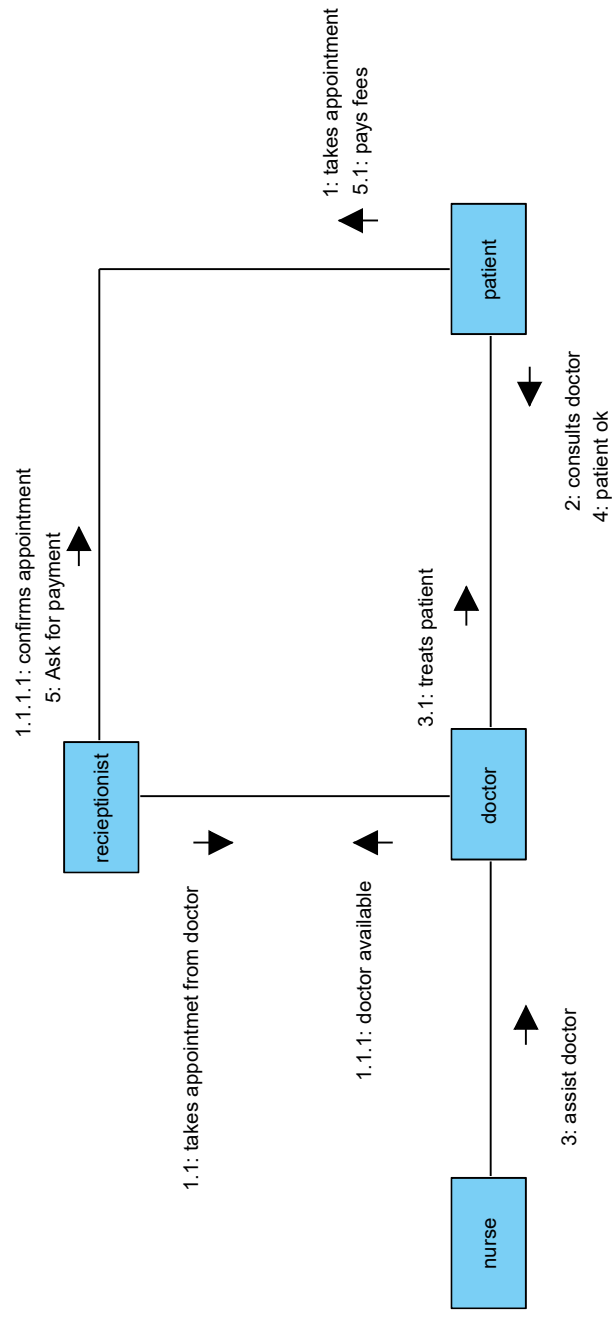 1.1.1.1: confirms appointment
5: Ask for payment
recieptionist
1.1: takes appointmet from doctor
1: takes appointment
5.1: pays fees
1.1.1: doctor available
3.1: treats patient
nurse
doctor
patient
3: assist doctor
2: consults doctor
4: patient ok